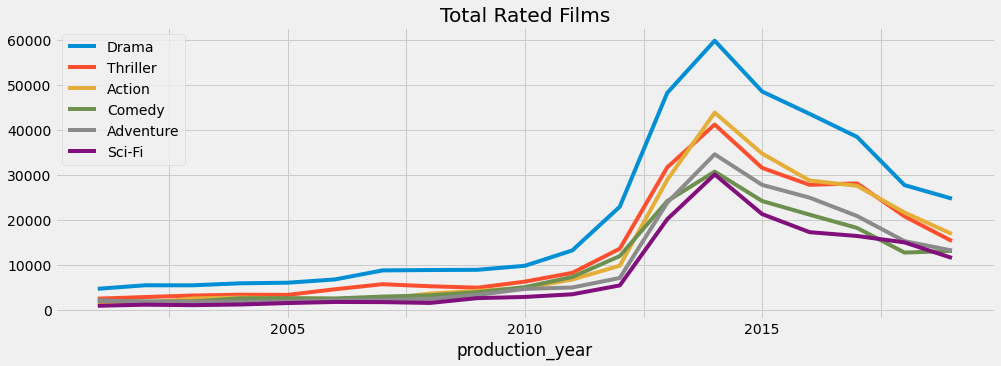 Total Rated Films
60000
50000
40000
30000
20000
10000
0
Drama
Thriller
Action
Comedy
Adventure
Sci-Fi
2005 2010 2015
production_year